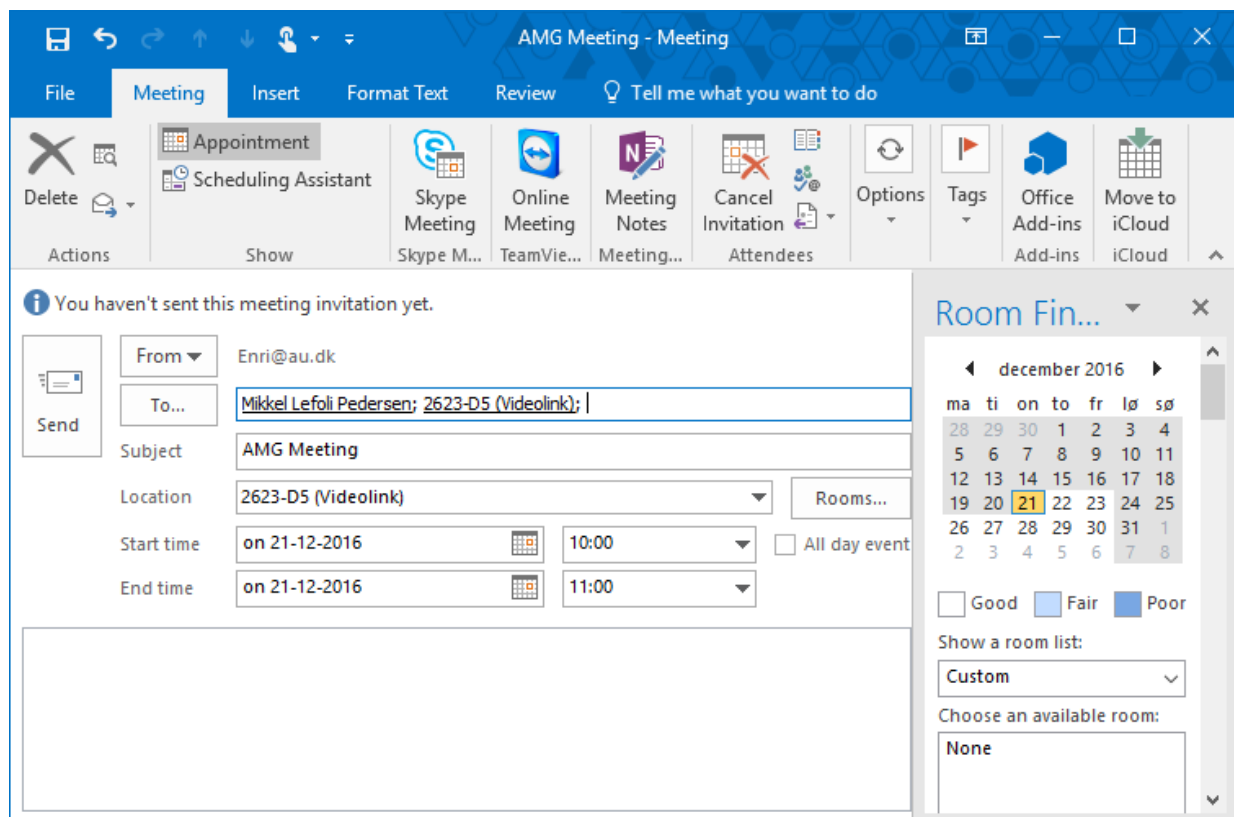 AMG Meeting - Meeting
File Meeting Insert Format Text Review Tell me what you want to do
Delete
Actions
Appointment
Scheduling Assistant
Show
Skype Meeting
Skype M...
Online Meeting
TeamVie...
Meeting Notes
Meeting...
Cancel Invitation
Attendees
Options
Tags
Office Add-ins
Add-ins
Move to iCloud
iCloud
You haven't sent this meeting invitation yet.
Send
From Enri@au.dk
To... Mikkel Lefoli Pedersen; 2623-D5 (Videolink);
Subject AMG Meeting
Location 2623-D5 (Videolink) Rooms...
Start time on 21-12-2016 10:00 All day event
End time on 21-12-2016 11:00
Room Fin...
december 2016
ma ti on to fr lø sø
28 29 30 1 2 3 4
5 6 7 8 9 10 11
12 13 14 15 16 17 18
19 20 21 22 23 24 25
26 27 28 29 30 31 1
2 3 4 5 6 7 8
Good Fair Poor
Show a room list:
Custom
Choose an available room:
None